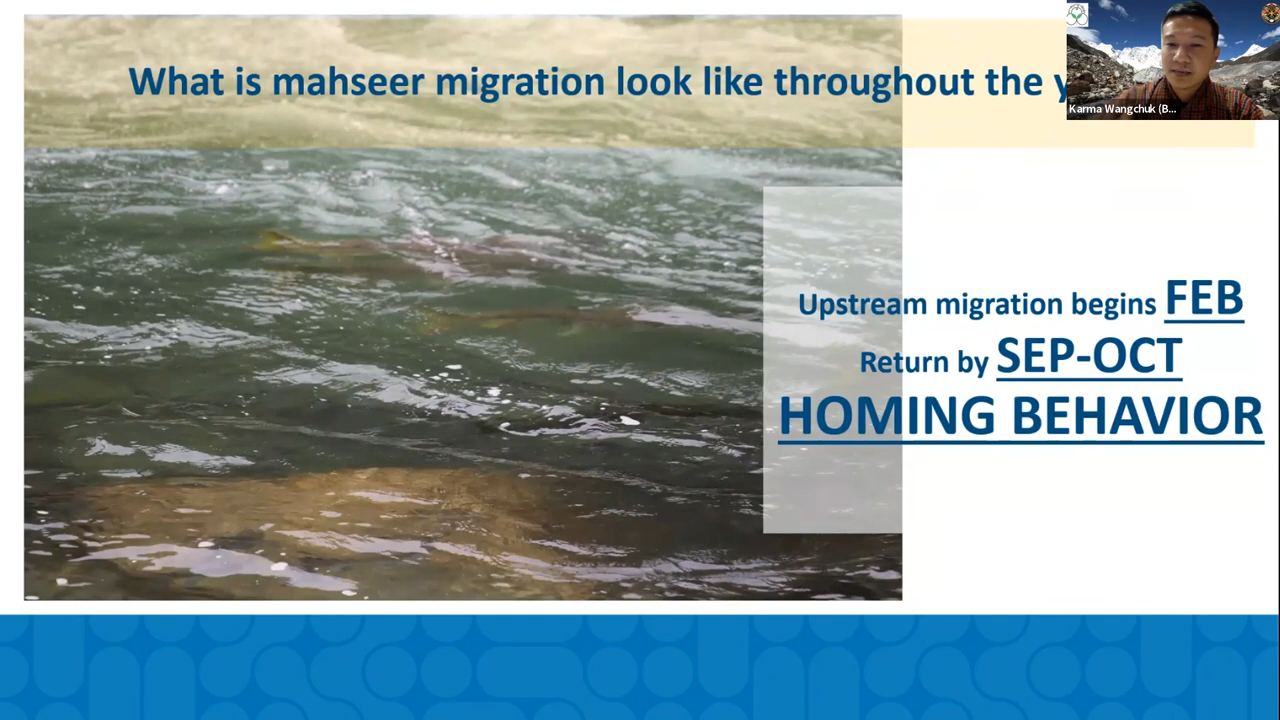 What is mahseer migration look like throughout the
Karma Wangchuk (B...
Upstream migration begins FEB
Return by SEP-OCT
HOMING BEHAVIOR